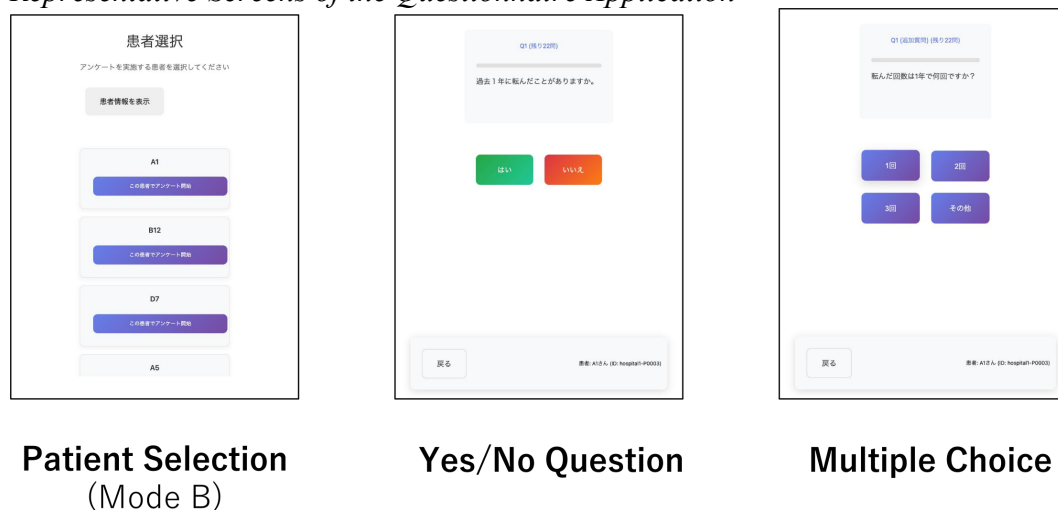 Representative Screens of the Questionnaire Application
患者選択
アンケートを実施する患者を選択してください
患者情報を表示
A1
この患者でアンケート開始
B12
この患者でアンケート開始
D7
この患者でアンケート開始
A5
Q1 (残り22問)
過去1年に転んだことがありますか。
はい
いいえ
戻る
患者: A1さん (ID: hospital1-P0003)
Q1 (追加質問) (残り22問)
転んだ回数は1年で何回ですか？
1回
2回
3回
その他
戻る
患者: A1さん (ID: hospital1-P0003)
Patient Selection
(Mode B)
Yes/No Question
Multiple Choice